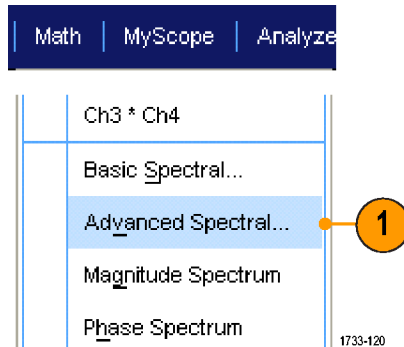 Math MyScope Analyze
Ch3 * Ch4
Basic Spectral...
Advanced Spectral...
1
Magnitude Spectrum
Phase Spectrum
1733-120